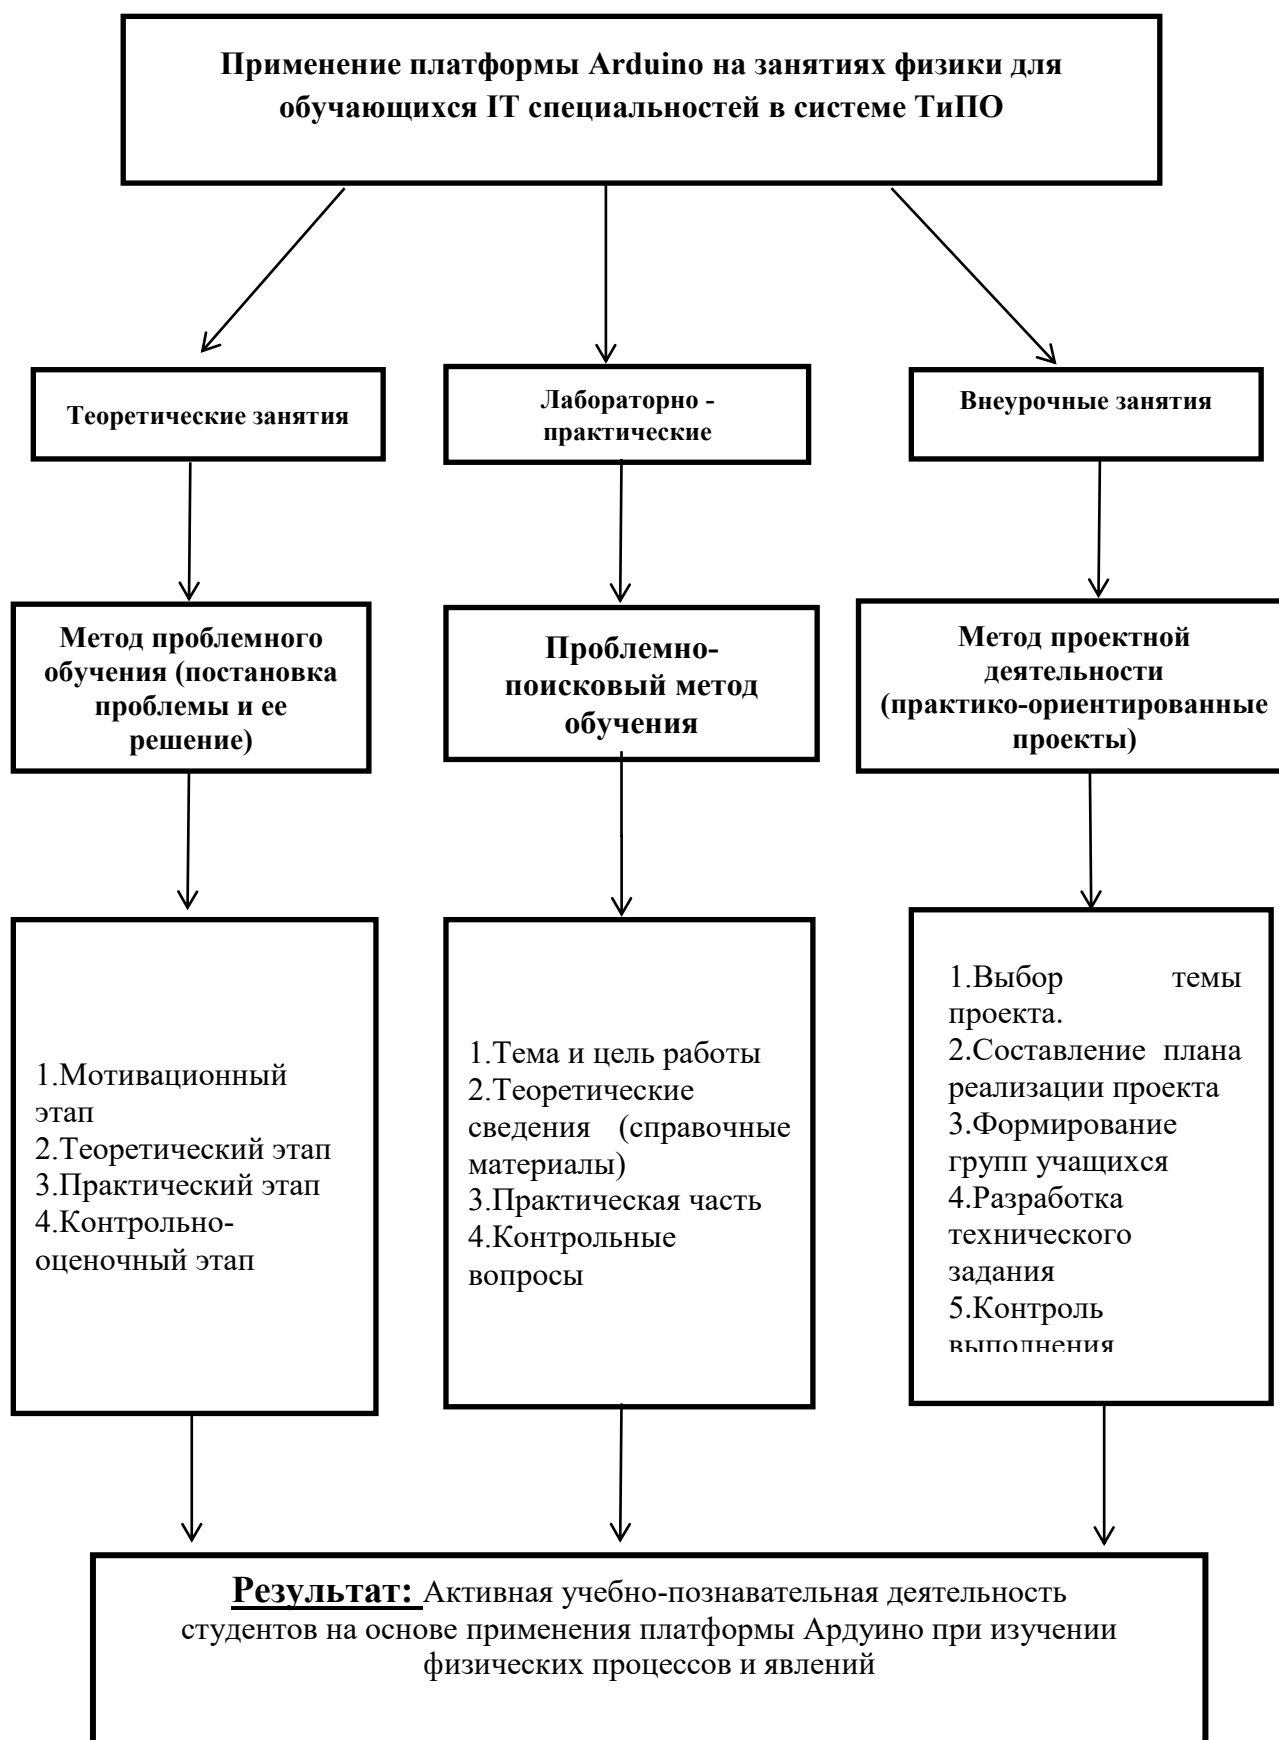 Применение платформы Arduino на занятиях физики для
обучающихся IT специальностей в системе ТиПО
Теоретические занятия
Лабораторно -
практические
Внеурочные занятия
Метод проблемного
обучения (постановка
проблемы и ее
решение)
Проблемно-
поисковый метод
обучения
Метод проектной
деятельности
(практико-ориентированные
проекты)
1.Мотивационный
этап
2.Теоретический этап
3.Практический этап
4.Контрольно-
оценочный этап
1.Тема и цель работы
2.Теоретические
сведения (справочные
материалы)
3.Практическая часть
4.Контрольные
вопросы
1.Выбор темы
проекта.
2.Составление плана
реализации проекта
3.Формирование
групп учащихся
4.Разработка
технического
задания
5.Контроль
выполнения
Результат: Активная учебно-познавательная деятельность
студентов на основе применения платформы Ардуино при изучении
физических процессов и явлений